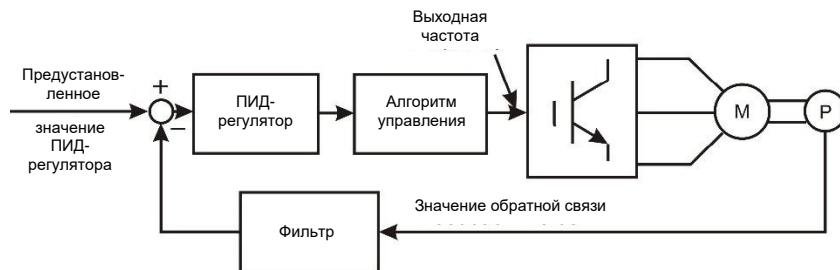 Выходная
частота
Предустанов-
ленное
значение
ПИД-
регулятора
+
−
ПИД-
регулятор
Алгоритм
управления
M
P
Значение обратной связи
Фильтр